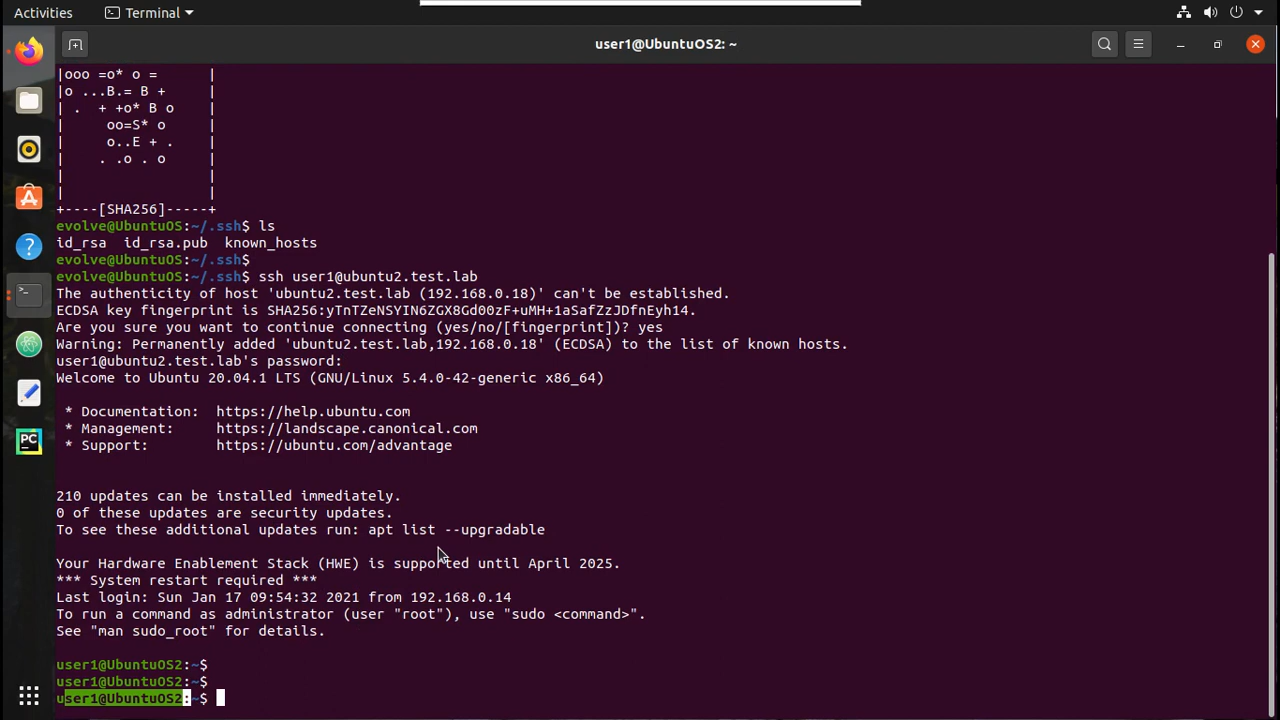 Activities
Terminal
user1@UbuntuOS2: ~
|ooo =o* o =      |
|o ...B.= B +     |
| .  + +o* B o    |
|     oo=S* o     |
|     o..E + .    |
|    . .o . o     |
|                 |
|                 |
+----[SHA256]-----+
evolve@UbuntuOS:~/.ssh$ ls
id_rsa  id_rsa.pub  known_hosts
evolve@UbuntuOS:~/.ssh$
evolve@UbuntuOS:~/.ssh$ ssh user1@ubuntu2.test.lab
The authenticity of host 'ubuntu2.test.lab (192.168.0.18)' can't be established.
ECDSA key fingerprint is SHA256:yTnTZeNSYIN6ZGX8Gd00zF+uMH+1aSafZzJDfnEyh14.
Are you sure you want to continue connecting (yes/no/[fingerprint])? yes
Warning: Permanently added 'ubuntu2.test.lab,192.168.0.18' (ECDSA) to the list of known hosts.
user1@ubuntu2.test.lab's password:
Welcome to Ubuntu 20.04.1 LTS (GNU/Linux 5.4.0-42-generic x86_64)
 * Documentation:  https://help.ubuntu.com
 * Management:     https://landscape.canonical.com
 * Support:        https://ubuntu.com/advantage
210 updates can be installed immediately.
0 of these updates are security updates.
To see these additional updates run: apt list --upgradable
Your Hardware Enablement Stack (HWE) is supported until April 2025.
*** System restart required ***
Last login: Sun Jan 17 09:54:32 2021 from 192.168.0.14
To run a command as administrator (user "root"), use "sudo <command>".
See "man sudo_root" for details.
user1@UbuntuOS2:~$
user1@UbuntuOS2:~$
user1@UbuntuOS2:~$
PC